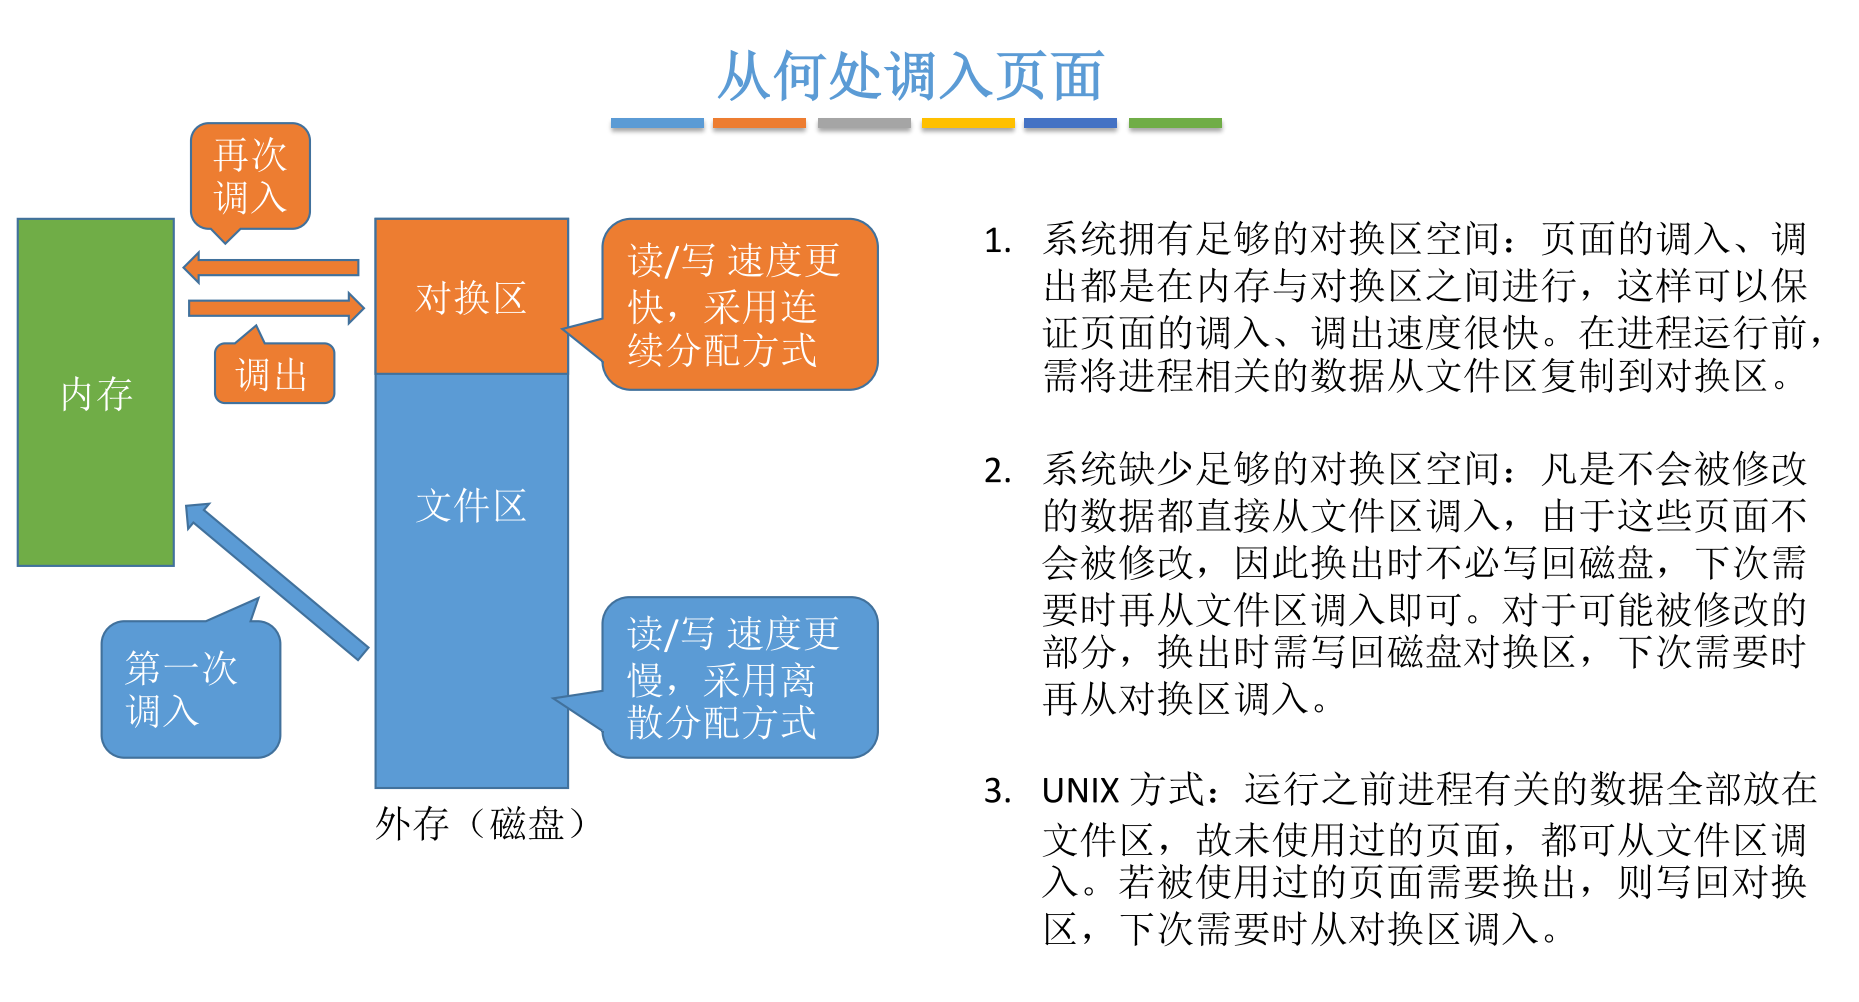 从何处调入页面
再次
调入
内存
调出
对换区
读/写 速度更
快，采用连
续分配方式
文件区
第一次
调入
读/写 速度更
慢，采用离
散分配方式
外存（磁盘）
1. 系统拥有足够的对换区空间：页面的调入、调
出都是在内存与对换区之间进行，这样可以保
证页面的调入、调出速度很快。在进程运行前，
需将进程相关的数据从文件区复制到对换区。
2. 系统缺少足够的对换区空间：凡是不会被修改
的数据都直接从文件区调入，由于这些页面不
会被修改，因此换出时不必写回磁盘，下次需
要时再从文件区调入即可。对于可能被修改的
部分，换出时需写回磁盘对换区，下次需要时
再从对换区调入。
3. UNIX 方式：运行之前进程有关的数据全部放在
文件区，故未使用过的页面，都可从文件区调
入。若被使用过的页面需要换出，则写回对换
区，下次需要时从对换区调入。